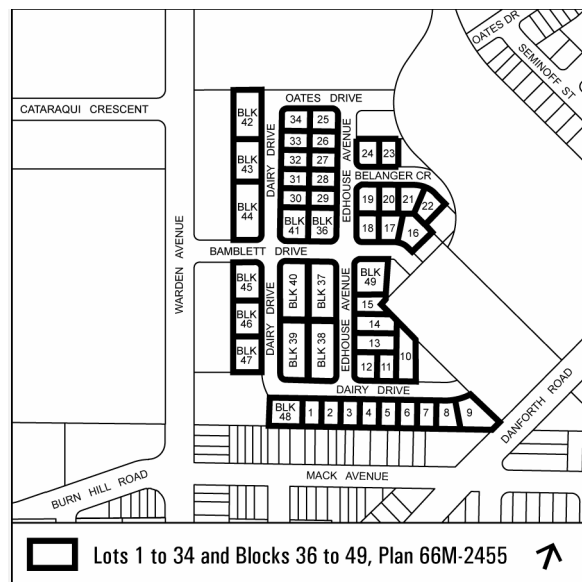 OATES DR
SEMINOFF ST
CATARAQUI CRESCENT
OATES DRIVE
BLK 42
BLK 43
BLK 44
DAIRY DRIVE
34 25
33 26
32 27
31 28
30 29
BLK 41
BLK 36
EDHOUSE AVENUE
24 23
BELANGER CR
19 20 21 22
18 17 16
WARDEN AVENUE
BAMBLETT DRIVE
BLK 45
BLK 46
BLK 47
DAIRY DRIVE
BLK 40
BLK 37
BLK 39
BLK 38
EDHOUSE AVENUE
BLK 49
15
14
13
12 11 10
DAIRY DRIVE
BLK 48
1 2 3 4 5 6 7 8 9
DANFORTH ROAD
MACK AVENUE
BURN HILL ROAD
Lots 1 to 34 and Blocks 36 to 49, Plan 66M-2455